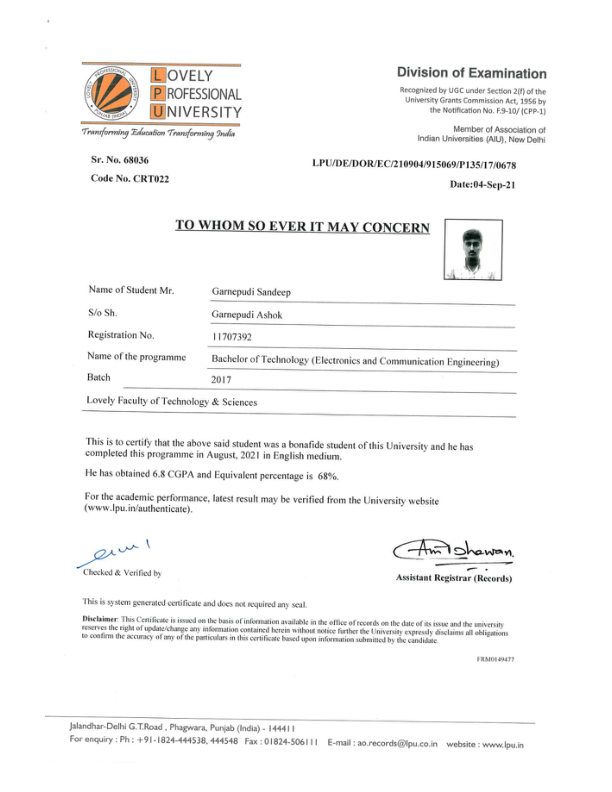 LOVELY
PROFESSIONAL
UNIVERSITY
LOVELY PROFESSIONAL UNIVERSITY
PUNJAB (INDIA)
Transforming Education Transforming India
Division of Examination
Recognized by UGC under Section 2(f) of the
University Grants Commission Act, 1956 by
the Notification No. F.9-10/ (CPP-1)
Member of Association of
Indian Universities (AIU), New Delhi
Sr. No. 68036
LPU/DE/DOR/EC/210904/915069/P135/17/0678
Code No. CRT022
Date:04-Sep-21
TO WHOM SO EVER IT MAY CONCERN
Name of Student Mr. Garnepudi Sandeep
S/o Sh. Garnepudi Ashok
Registration No. 11707392
Name of the programme Bachelor of Technology (Electronics and Communication Engineering)
Batch 2017
Lovely Faculty of Technology & Sciences
This is to certify that the above said student was a bonafide student of this University and he has
completed this programme in August, 2021 in English medium.
He has obtained 6.8 CGPA and Equivalent percentage is 68%.
For the academic performance, latest result may be verified from the University website
(www.lpu.in/authenticate).
Checked & Verified by
Assistant Registrar (Records)
This is system generated certificate and does not required any seal.
Disclaimer: This Certificate is issued on the basis of information available in the office of records on the date of its issue and the university
reserves the right of update/change any information contained herein without notice further the University expressly disclaims all obligations
to confirm the accuracy of any of the particulars in this certificate based upon information submitted by the candidate.
FRM0149477
Jalandhar-Delhi G.T.Road , Phagwara, Punjab (India) - 144411
For enquiry : Ph : +91-1824-444538, 444548 Fax : 01824-506111 E-mail : ao.records@lpu.co.in website : www.lpu.in